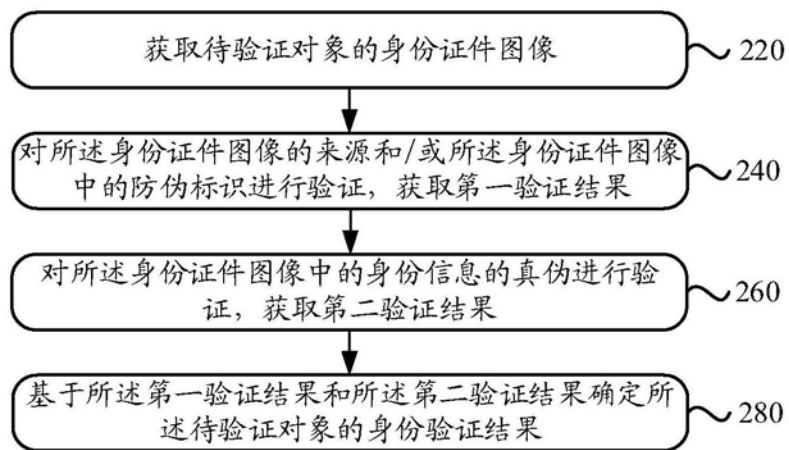 获取待验证对象的身份证件图像
220
对所述身份证件图像的来源和/或所述身份证件图像
中的防伪标识进行验证，获取第一验证结果
240
对所述身份证件图像中的身份信息的真伪进行验
证，获取第二验证结果
260
基于所述第一验证结果和所述第二验证结果确定所
述待验证对象的身份验证结果
280